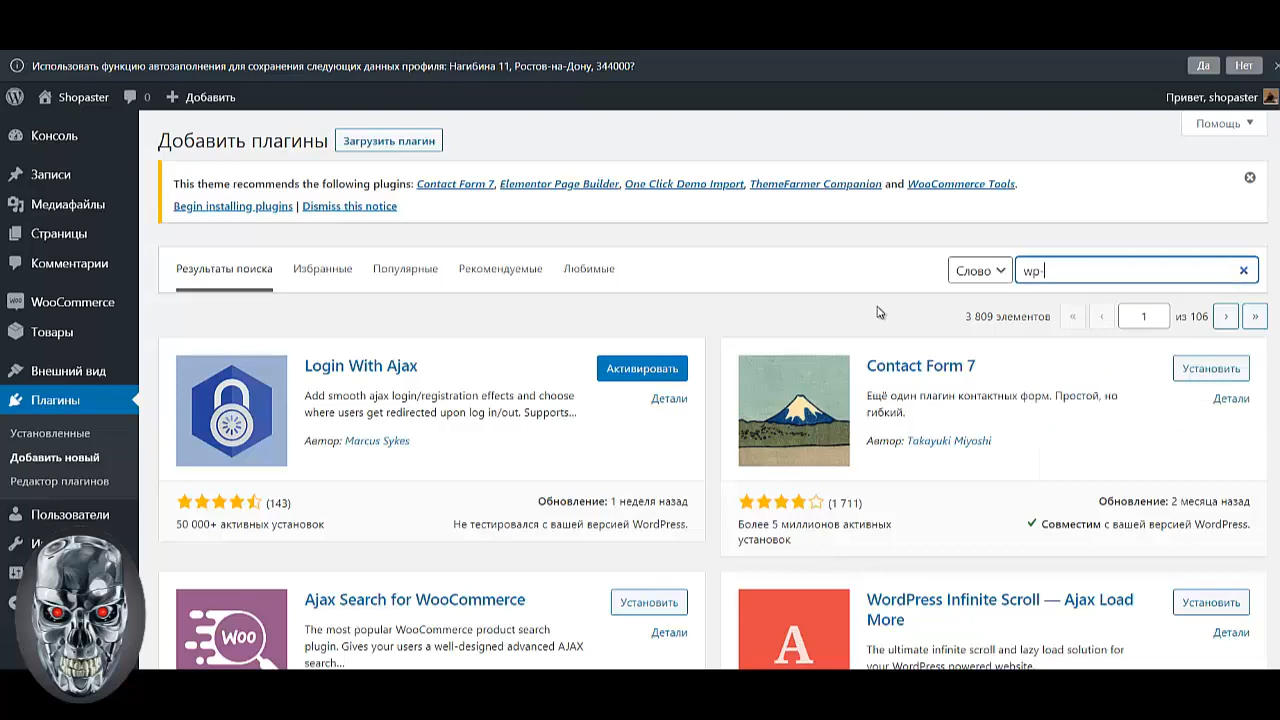 Использовать функцию автозаполнения для сохранения следующих данных профиля: Нагибина 11, Ростов-на-Дону, 344000?
Да
Нет
Shopaster
0
Добавить
Привет, shopaster
Консоль
Записи
Медиафайлы
Страницы
Комментарии
WooCommerce
Товары
Внешний вид
Плагины
Установленные
Добавить новый
Редактор плагинов
Пользователи
Добавить плагины
Загрузить плагин
Помощь
This theme recommends the following plugins: Contact Form 7, Elementor Page Builder, One Click Demo Import, ThemeFarmer Companion and WooCommerce Tools.
Begin installing plugins | Dismiss this notice
Результаты поиска
Избранные
Популярные
Рекомендуемые
Любимые
Слово
wp-
3 809 элементов
«
‹
1
из 106
›
»
Login With Ajax
Активировать
Add smooth ajax login/registration effects and choose
where users get redirected upon log in/out. Supports...
Детали
Автор: Marcus Sykes
(143)
Обновление: 1 неделя назад
50 000+ активных установок
Не тестировался с вашей версией WordPress.
Contact Form 7
Установить
Ещё один плагин контактных форм. Простой, но
гибкий.
Детали
Автор: Takayuki Miyoshi
(1 711)
Обновление: 2 месяца назад
Более 5 миллионов активных
установок
Совместим с вашей версией WordPress.
Woo
Ajax Search for WooCommerce
Установить
The most popular WooCommerce product search
plugin. Gives your users a well-designed advanced AJAX
search...
Детали
A
WordPress Infinite Scroll — Ajax Load
More
Установить
The ultimate infinite scroll and lazy load solution for
your WordPress powered website.
Детали